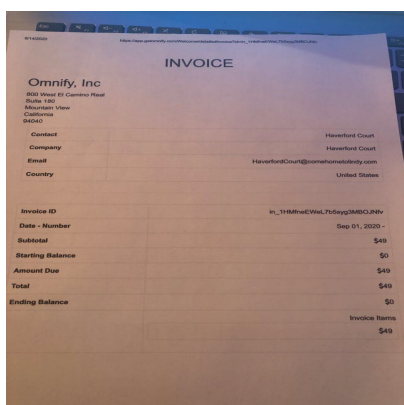 INVOICE
Omnify, Inc
800 West El Camino Real
Suite 180
Mountain View
California
94040
Contact Haverford Court
Company Haverford Court
Email HaverfordCourt@comehometolindy.com
Country United States
Invoice ID
Date - Number Sep 01, 2020 -
Subtotal $49
Starting Balance $0
Amount Due $49
Total $49
Ending Balance $0
Invoice Items
$49